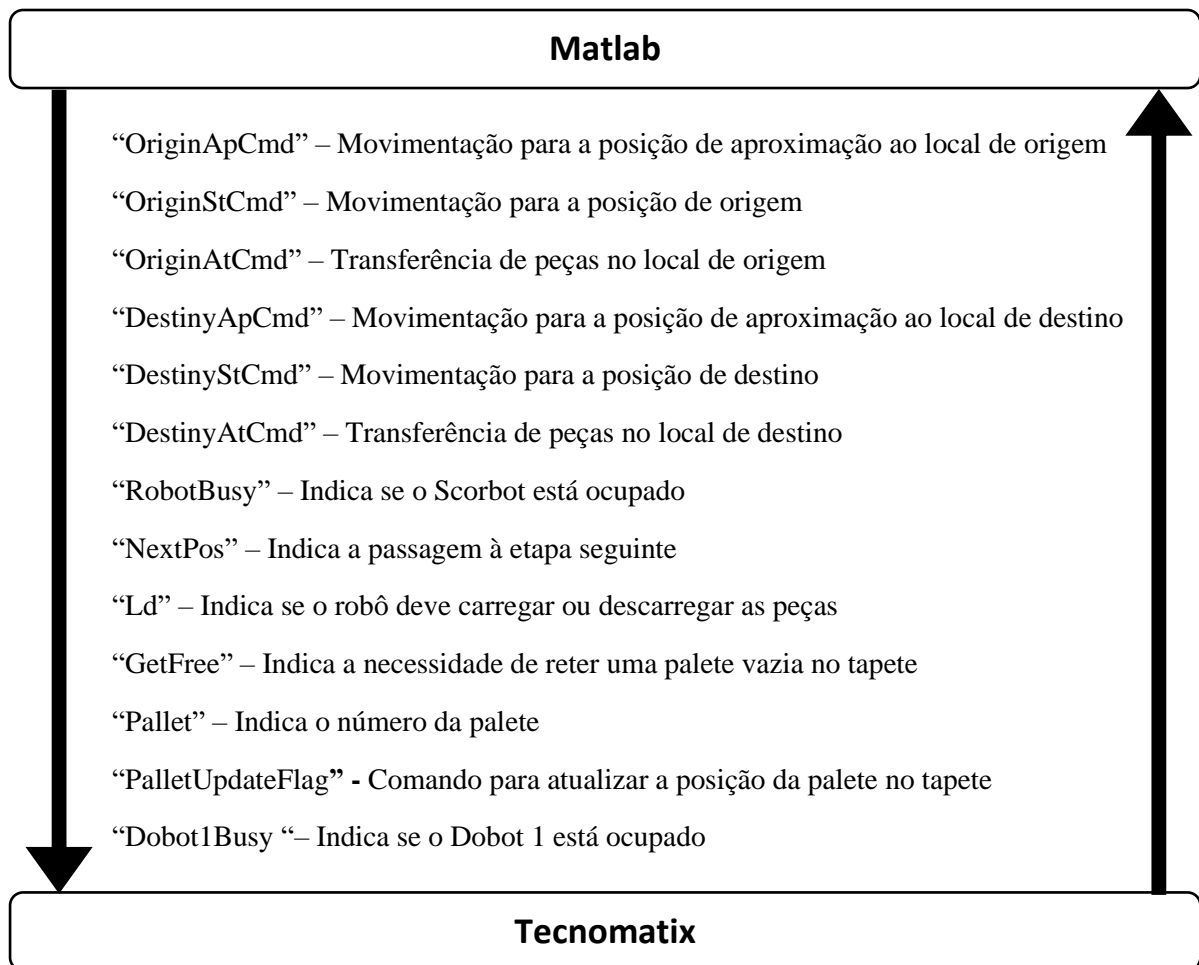 Matlab
“OriginApCmd” – Movimentação para a posição de aproximação ao local de origem
“OriginStCmd” – Movimentação para a posição de origem
“OriginAtCmd” – Transferência de peças no local de origem
“DestinyApCmd” – Movimentação para a posição de aproximação ao local de destino
“DestinyStCmd” – Movimentação para a posição de destino
“DestinyAtCmd” – Transferência de peças no local de destino
“RobotBusy” – Indica se o Scorbot está ocupado
“NextPos” – Indica a passagem à etapa seguinte
“Ld” – Indica se o robô deve carregar ou descarregar as peças
“GetFree” – Indica a necessidade de reter uma palete vazia no tapete
“Pallet” – Indica o número da palete
“PalletUpdateFlag” - Comando para atualizar a posição da palete no tapete
“Dobot1Busy “– Indica se o Dobot 1 está ocupado
Tecnomatix